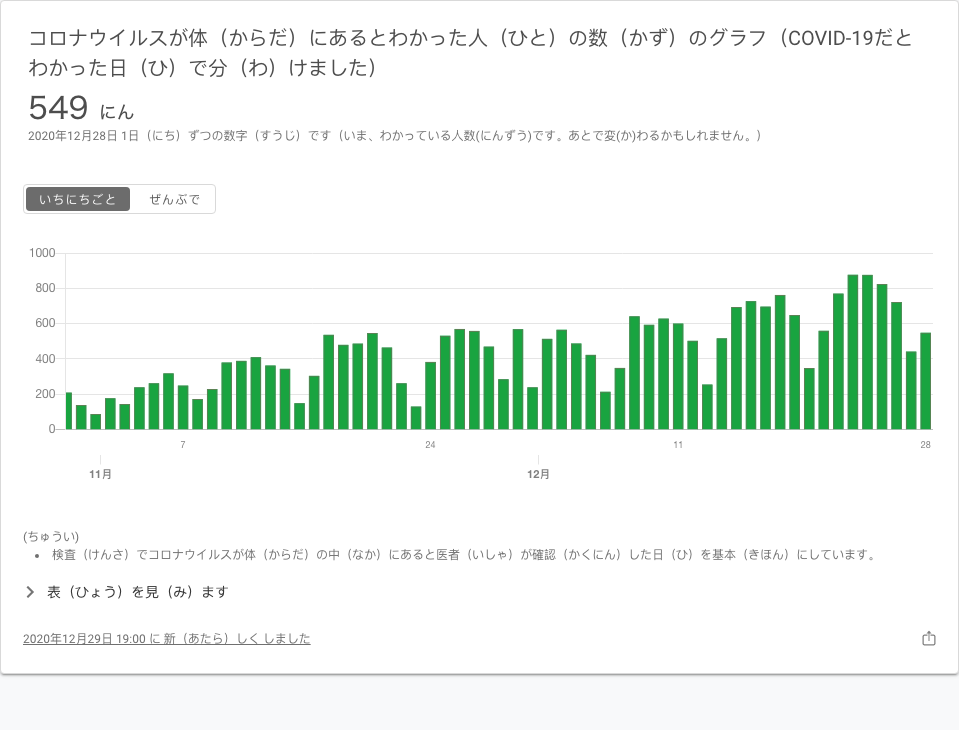 コロナウイルスが体（からだ）にあるとわかった人（ひと）の数（かず）のグラフ（COVID-19だと
わかった日（ひ）で分（わ）けました）
549 にん
2020年12月28日 1日（にち）ずつの数字（すうじ）です（いま、わかっている人数(にんずう)です。あとで変(か)わるかもしれません。）
いちにちごと ぜんぶで
1000
800
600
400
200
0
7 24 11 28
11月 12月
(ちゅうい)
• 検査（けんさ）でコロナウイルスが体（からだ）の中（なか）にあると医者（いしゃ）が確認（かくにん）した日（ひ）を基本（きほん）にしています。
表（ひょう）を見（み）ます
2020年12月29日 19:00 に 新（あたら）しく しました